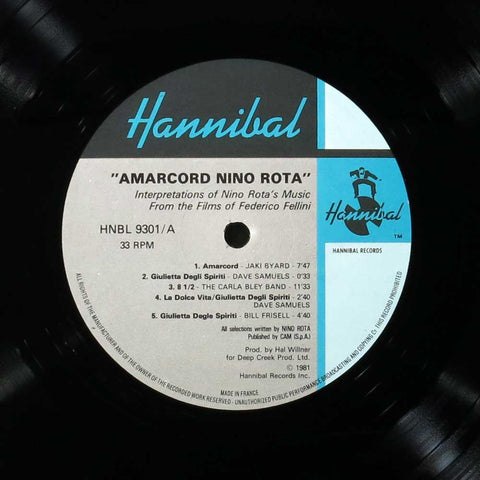 Hannibal
"AMARCORD NINO ROTA"
Interpretations of Nino Rota's Music
From the Films of Federico Fellini
HNBL 9301/A
33 RPM
Hannibal
TM
HANNIBAL RECORDS
1. Amarcord - JAKI BYARD - 7'47
2. Giulietta Degli Spiriti - DAVE SAMUELS - 0'33
3. 8 1/2 - THE CARLA BLEY BAND - 11'33
4. La Dolce Vita/Giulietta Degli Spiriti - 2'40
DAVE SAMUELS
5. Giulietta Degle Spiriti - BILL FRISELL - 4'40
All selections written by NINO ROTA
Published by CAM (S.p.A.)
Prod. by Hal Willner
for Deep Creek Prod. Ltd.
© 1981
Hannibal Records Inc.
MADE IN FRANCE
ALL RIGHTS OF THE MANUFACTURER AND OF THE OWNER OF THE RECORDED WORK RESERVED - UNAUTHORIZED PUBLIC PERFORMANCE BROADCASTING AND COPYING OF THIS RECORD PROHIBITED